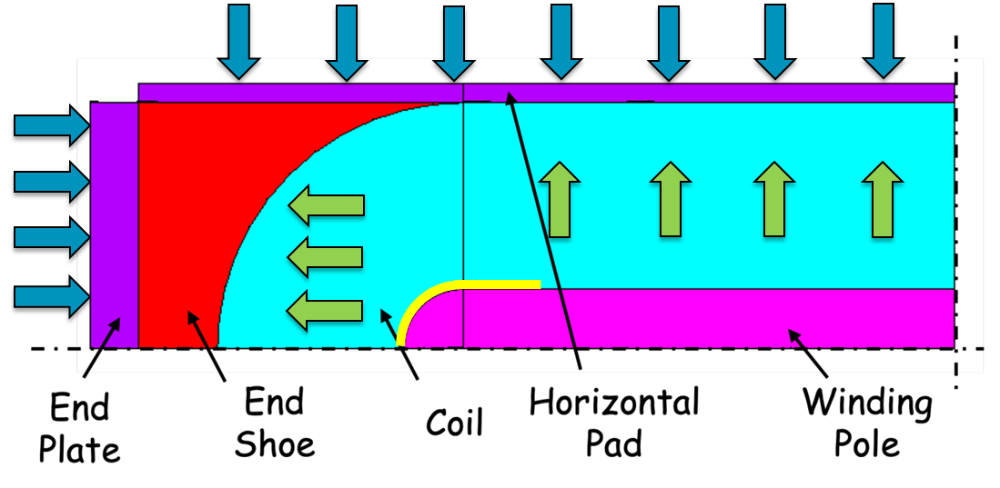 End
Plate
End
Shoe
Coil
Horizontal
Pad
Winding
Pole